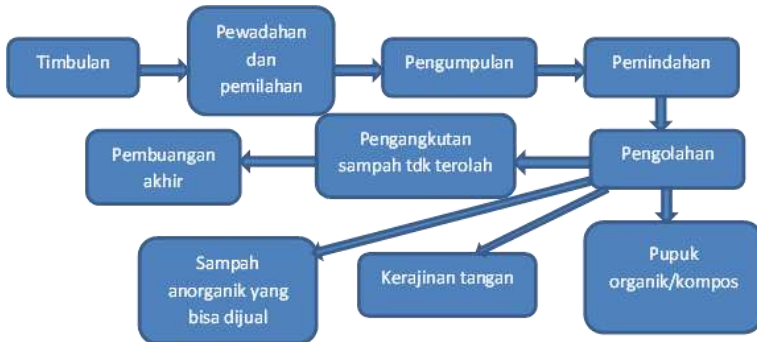 Timbulan
Pewadahan
dan
pemilahan
Pengumpulan
Pemindahan
Pengolahan
Pengangkutan
sampah tdk terolah
Pembuangan
akhir
Sampah
anorganik yang
bisa dijual
Kerajinan tangan
Pupuk
organik/kompos